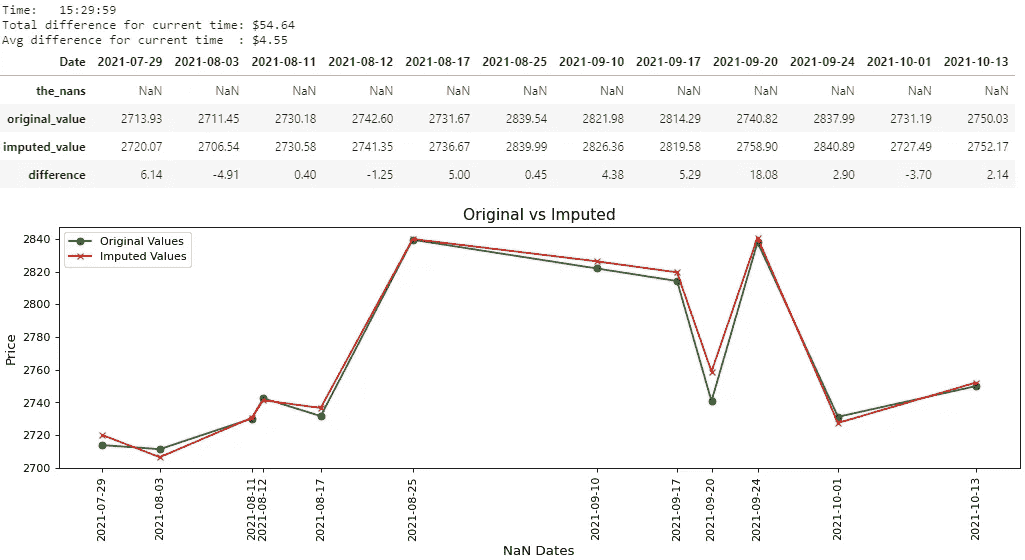 Time:   15:29:59
Total difference for current time: $54.64
Avg difference for current time  : $4.55
Date 2021-07-29 2021-08-03 2021-08-11 2021-08-12 2021-08-17 2021-08-25 2021-09-10 2021-09-17 2021-09-20 2021-09-24 2021-10-01 2021-10-13
the_nans NaN NaN NaN NaN NaN NaN NaN NaN NaN NaN NaN NaN
original_value 2713.93 2711.45 2730.18 2742.60 2731.67 2839.54 2821.98 2814.29 2740.82 2837.99 2731.19 2750.03
imputed_value 2720.07 2706.54 2730.58 2741.35 2736.67 2839.99 2826.36 2819.58 2758.90 2840.89 2727.49 2752.17
difference 6.14 -4.91 0.40 -1.25 5.00 0.45 4.38 5.29 18.08 2.90 -3.70 2.14
Original vs Imputed
Original Values
Imputed Values
Price
2840
2820
2800
2780
2760
2740
2720
2700
2021-07-29
2021-08-03
2021-08-11
2021-08-12
2021-08-17
2021-08-25
2021-09-10
2021-09-17
2021-09-20
2021-09-24
2021-10-01
2021-10-13
NaN Dates